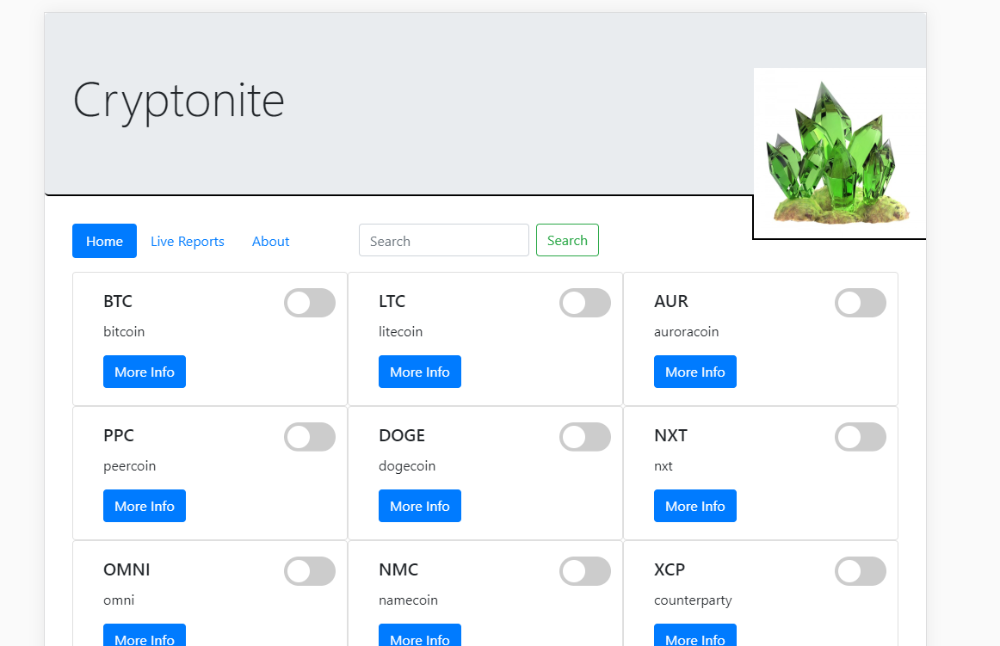 Cryptonite
Home Live Reports About Search Search
BTC LTC AUR
bitcoin litecoin auroracoin
More Info More Info More Info
PPC DOGE NXT
peercoin dogecoin nxt
More Info More Info More Info
OMNI NMC XCP
omni namecoin counterparty
More Info More Info More Info